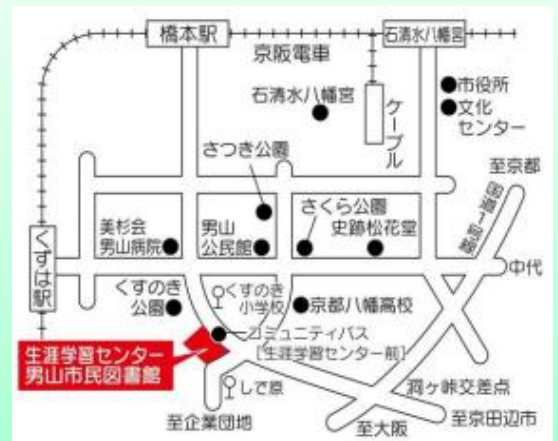 橋本駅
石清水八幡宮
京阪電車
市役所
文化
センター
石清水八幡宮
ケーブル
さつき公園
至京都
国道1号線
美杉会
男山病院
男山
公民館
さくら公園
史跡松花堂
くずは駅
中代
くすのき
公園
くすのき
小学校
京都八幡高校
コミュニティバス
[生涯学習センター前]
生涯学習センター
男山市民図書館
しで原
洞ヶ峠交差点
至企業団地
至大阪
至京田辺市